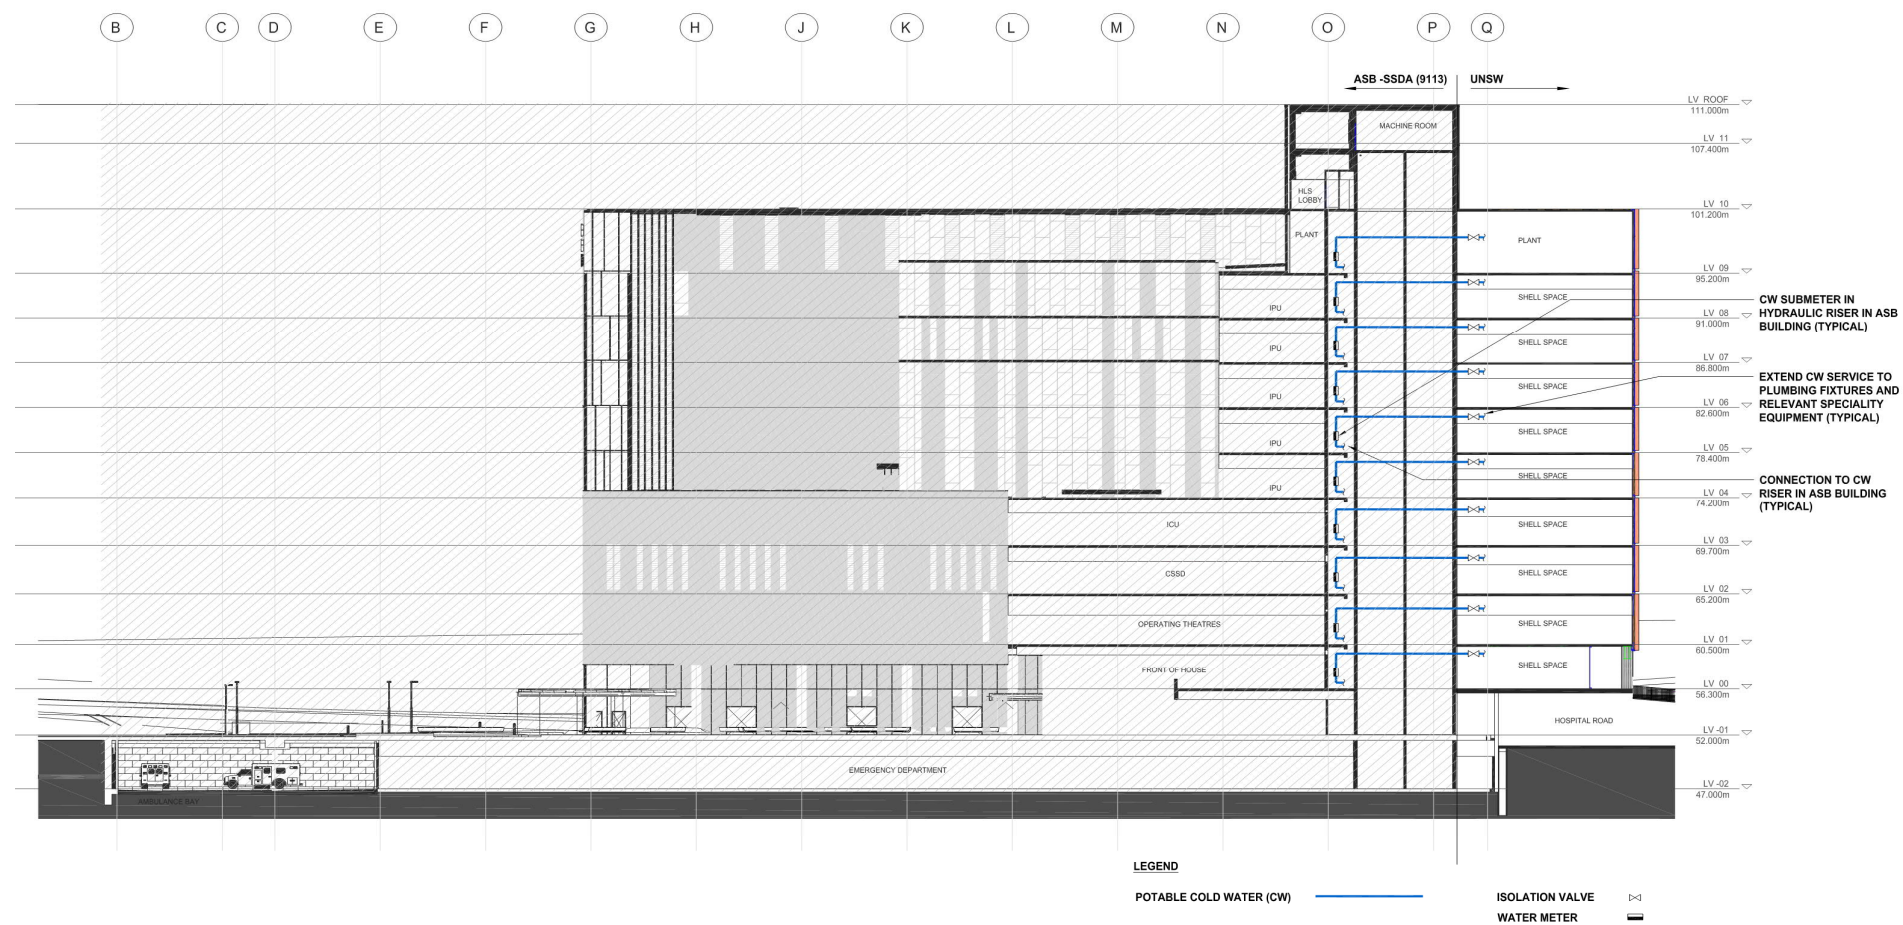 B C D E F G H J K L M N O P Q
ASB -SSDA (9113) UNSW
LV ROOF
111.000m
MACHINE ROOM
LV 11
107.400m
HLS
LOBBY
LV 10
101.200m
PLANT
PLANT
LV 09
95.200m
SHELL SPACE
IPU
LV 08
91.000m
CW SUBMETER IN
HYDRAULIC RISER IN ASB
BUILDING (TYPICAL)
SHELL SPACE
IPU
LV 07
86.800m
SHELL SPACE
IPU
LV 06
82.600m
EXTEND CW SERVICE TO
PLUMBING FIXTURES AND
RELEVANT SPECIALITY
EQUIPMENT (TYPICAL)
SHELL SPACE
IPU
LV 05
78.400m
SHELL SPACE
IPU
LV 04
74.200m
CONNECTION TO CW
RISER IN ASB BUILDING
(TYPICAL)
ICU
SHELL SPACE
LV 03
69.700m
CSSD
SHELL SPACE
LV 02
65.200m
OPERATING THEATRES
SHELL SPACE
LV 01
60.500m
FRONT OF HOUSE
SHELL SPACE
LV 00
56.300m
HOSPITAL ROAD
LV -01
52.000m
EMERGENCY DEPARTMENT
LV -02
47.000m
AMBULANCE BAY
LEGEND
POTABLE COLD WATER (CW)
ISOLATION VALVE
WATER METER